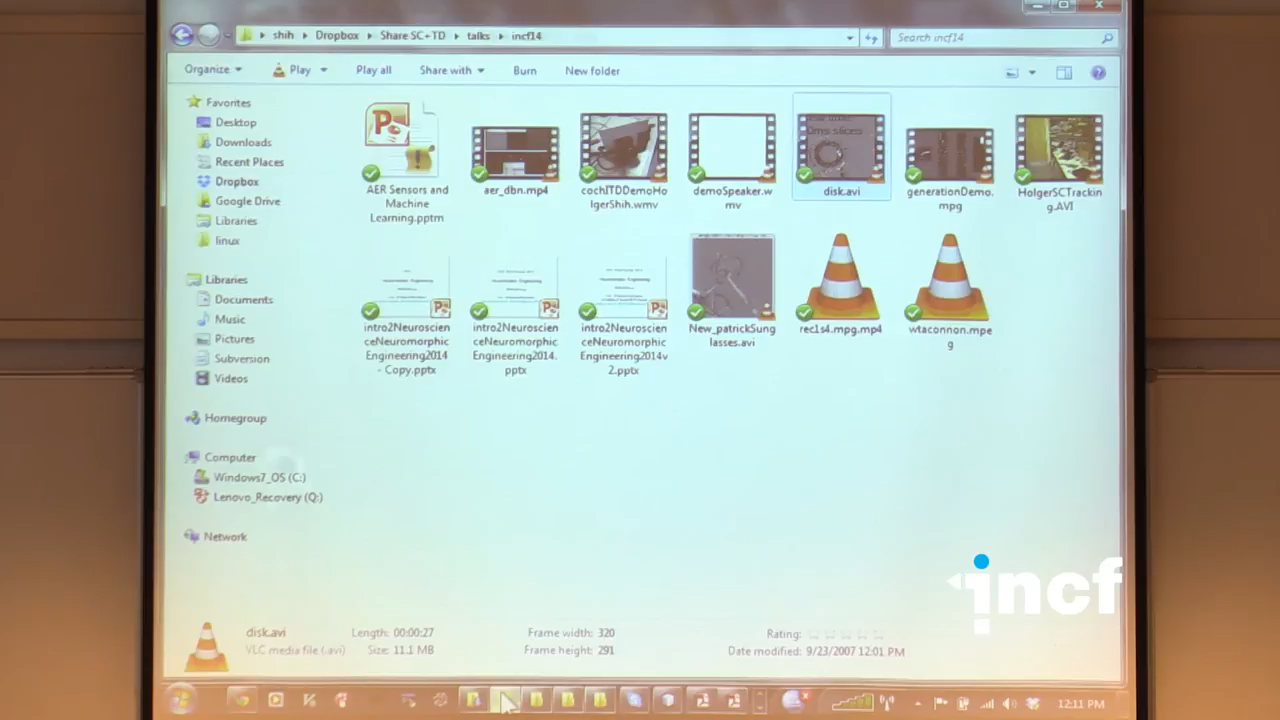 shih Dropbox Share SC+TD talks incf14
Search incf14
Organize Play Play all Share with Burn New folder
Favorites
Desktop
Downloads
Recent Places
Dropbox
Google Drive
Libraries
linux
Libraries
Documents
Music
Pictures
Subversion
Videos
Homegroup
Computer
Windows7_OS (C:)
Lenovo_Recovery (Q:)
Network
AER Sensors and
Machine
Learning.pptm
aer_dbn.mp4
cochITDDemoHo
lgerShih.wmv
demoSpeaker.w
mv
0ms slices
disk.avi
generationDemo.
mpg
HolgerSCTrackin
g.AVI
intro2Neuroscien
ceNeuromorphic
Engineering2014
- Copy.pptx
intro2Neuroscien
ceNeuromorphic
Engineering2014.
pptx
intro2Neuroscien
ceNeuromorphic
Engineering2014v
2.pptx
New_patrickSung
lasses.avi
rec1s4.mpg.mp4
wtaconnon.mpe
g
incf
disk.avi Length: 00:00:27 Frame width: 320 Rating:
VLC media file (.avi) Size: 11.1 MB Frame height: 291 Date modified: 9/23/2007 12:01 PM
12:11 PM